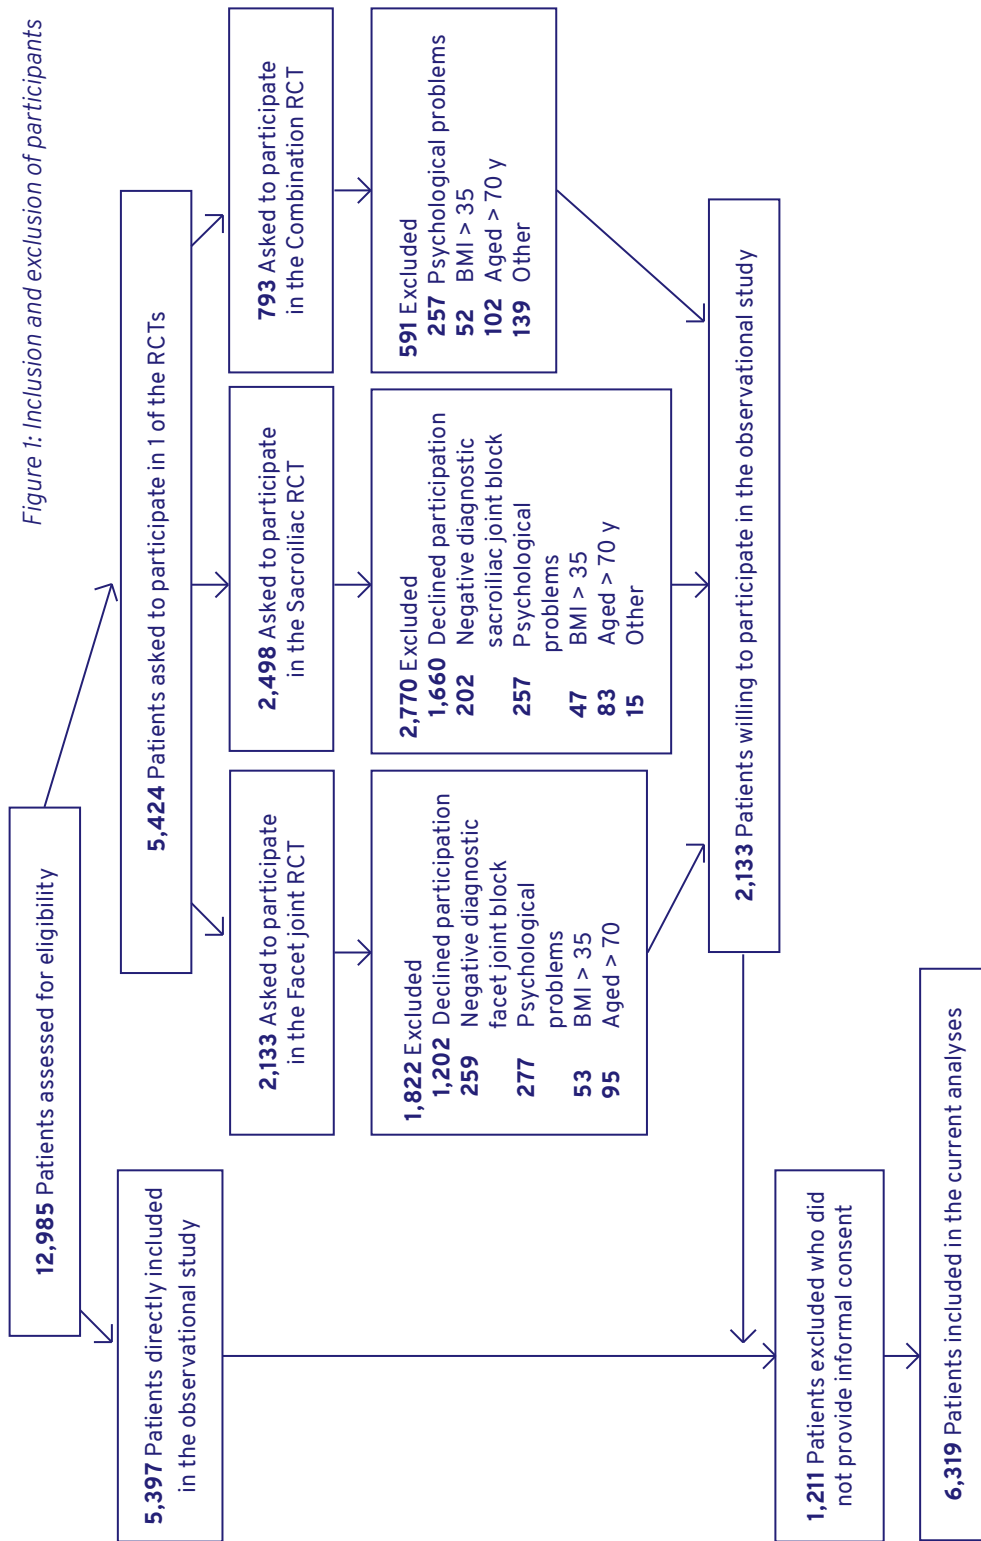 Figure 1: Inclusion and exclusion of participants
12,985 Patients assessed for eligibility
5,397 Patients directly included
in the observational study
5,424 Patients asked to participate in 1 of the RCTs
2,133 Asked to participate
in the Facet joint RCT
2,498 Asked to participate
in the Sacroiliac RCT
793 Asked to participate
in the Combination RCT
1,822 Excluded
1,202 Declined participation
259 Negative diagnostic
facet joint block
277 Psychological
problems
53 BMI > 35
95 Aged > 70
2,770 Excluded
1,660 Declined participation
202 Negative diagnostic
sacroiliac joint block
257 Psychological
problems
47 BMI > 35
83 Aged > 70 y
15 Other
591 Excluded
257 Psychological problems
52 BMI > 35
102 Aged > 70 y
139 Other
2,133 Patients willing to participate in the observational study
1,211 Patients excluded who did
not provide informal consent
6,319 Patients included in the current analyses